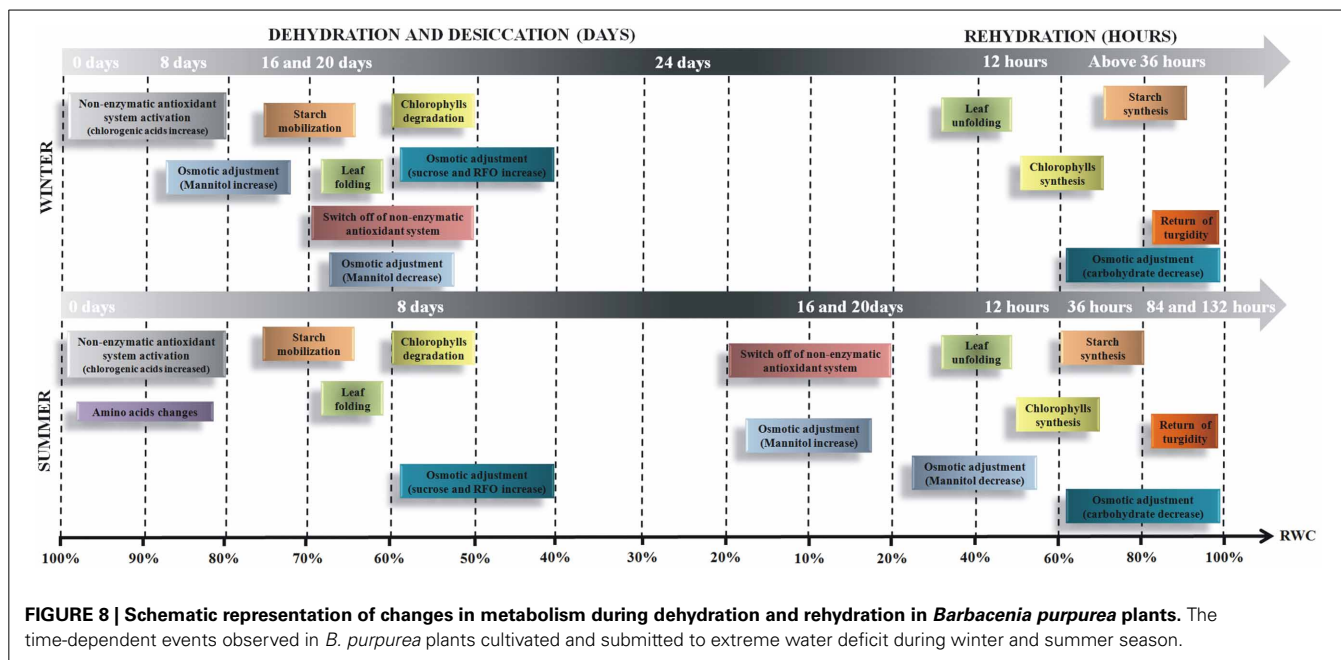 DEHYDRATION AND DESICCATION (DAYS)
REHYDRATION (HOURS)
0 days
8 days
16 and 20 days
24 days
12 hours
Above 36 hours
WINTER
Non-enzymatic antioxidant
system activation
(chlorogenic acids increase)
Starch
mobilization
Chlorophylls
degradation
Leaf
unfolding
Starch
synthesis
Osmotic adjustment
(Mannitol increase)
Leaf
folding
Osmotic adjustment
(sucrose and RFO increase)
Chlorophylls
synthesis
Switch off of non-enzymatic
antioxidant system
Return of
turgidity
Osmotic adjustment
(Mannitol decrease)
Osmotic adjustment
(carbohydrate decrease)
0 days
8 days
16 and 20days
12 hours
36 hours
84 and 132 hours
SUMMER
Non-enzymatic antioxidant
system activation
(chlorogenic acids increased)
Starch
mobilization
Chlorophylls
degradation
Switch off of non-enzymatic
antioxidant system
Leaf
unfolding
Starch
synthesis
Amino acids changes
Leaf
folding
Chlorophylls
synthesis
Osmotic adjustment
(Mannitol increase)
Return of
turgidity
Osmotic adjustment
(sucrose and RFO increase)
Osmotic adjustment
(Mannitol decrease)
Osmotic adjustment
(carbohydrate decrease)
RWC
100% 90% 80% 70% 60% 50% 40% 30% 20% 10% 20% 40% 60% 80% 100%
FIGURE 8 | Schematic representation of changes in metabolism during dehydration and rehydration in Barbacenia purpurea plants. The
time-dependent events observed in B. purpurea plants cultivated and submitted to extreme water deficit during winter and summer season.